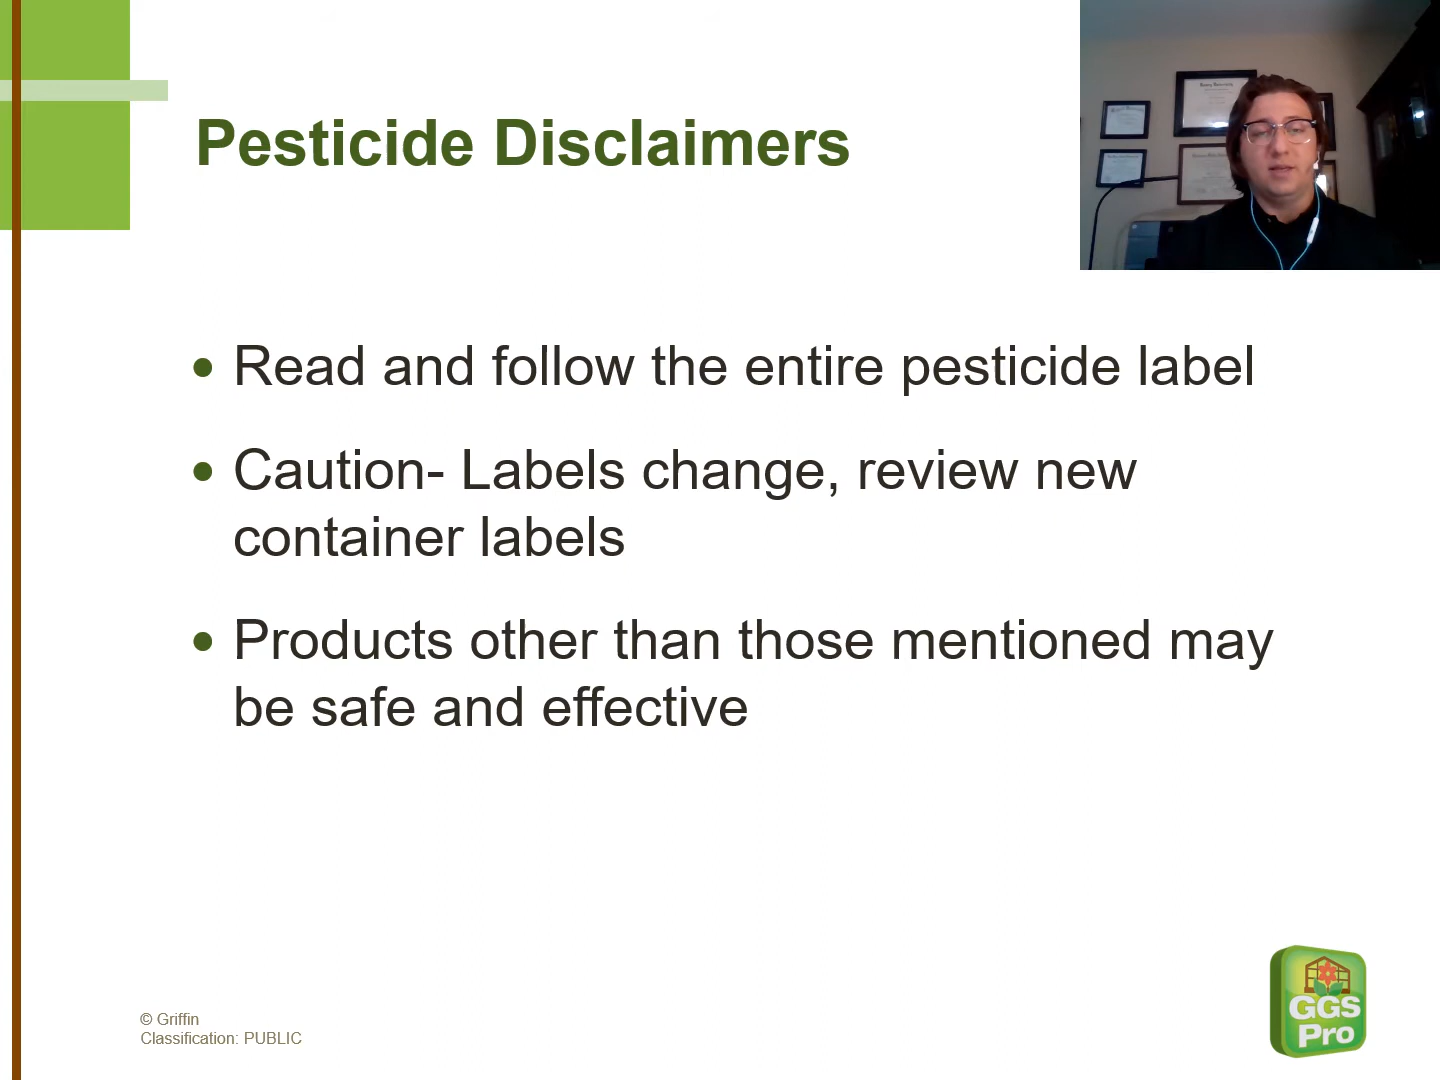 Pesticide Disclaimers
• Read and follow the entire pesticide label
• Caution- Labels change, review new
container labels
• Products other than those mentioned may
be safe and effective
© Griffin
Classification: PUBLIC
GGS
Pro